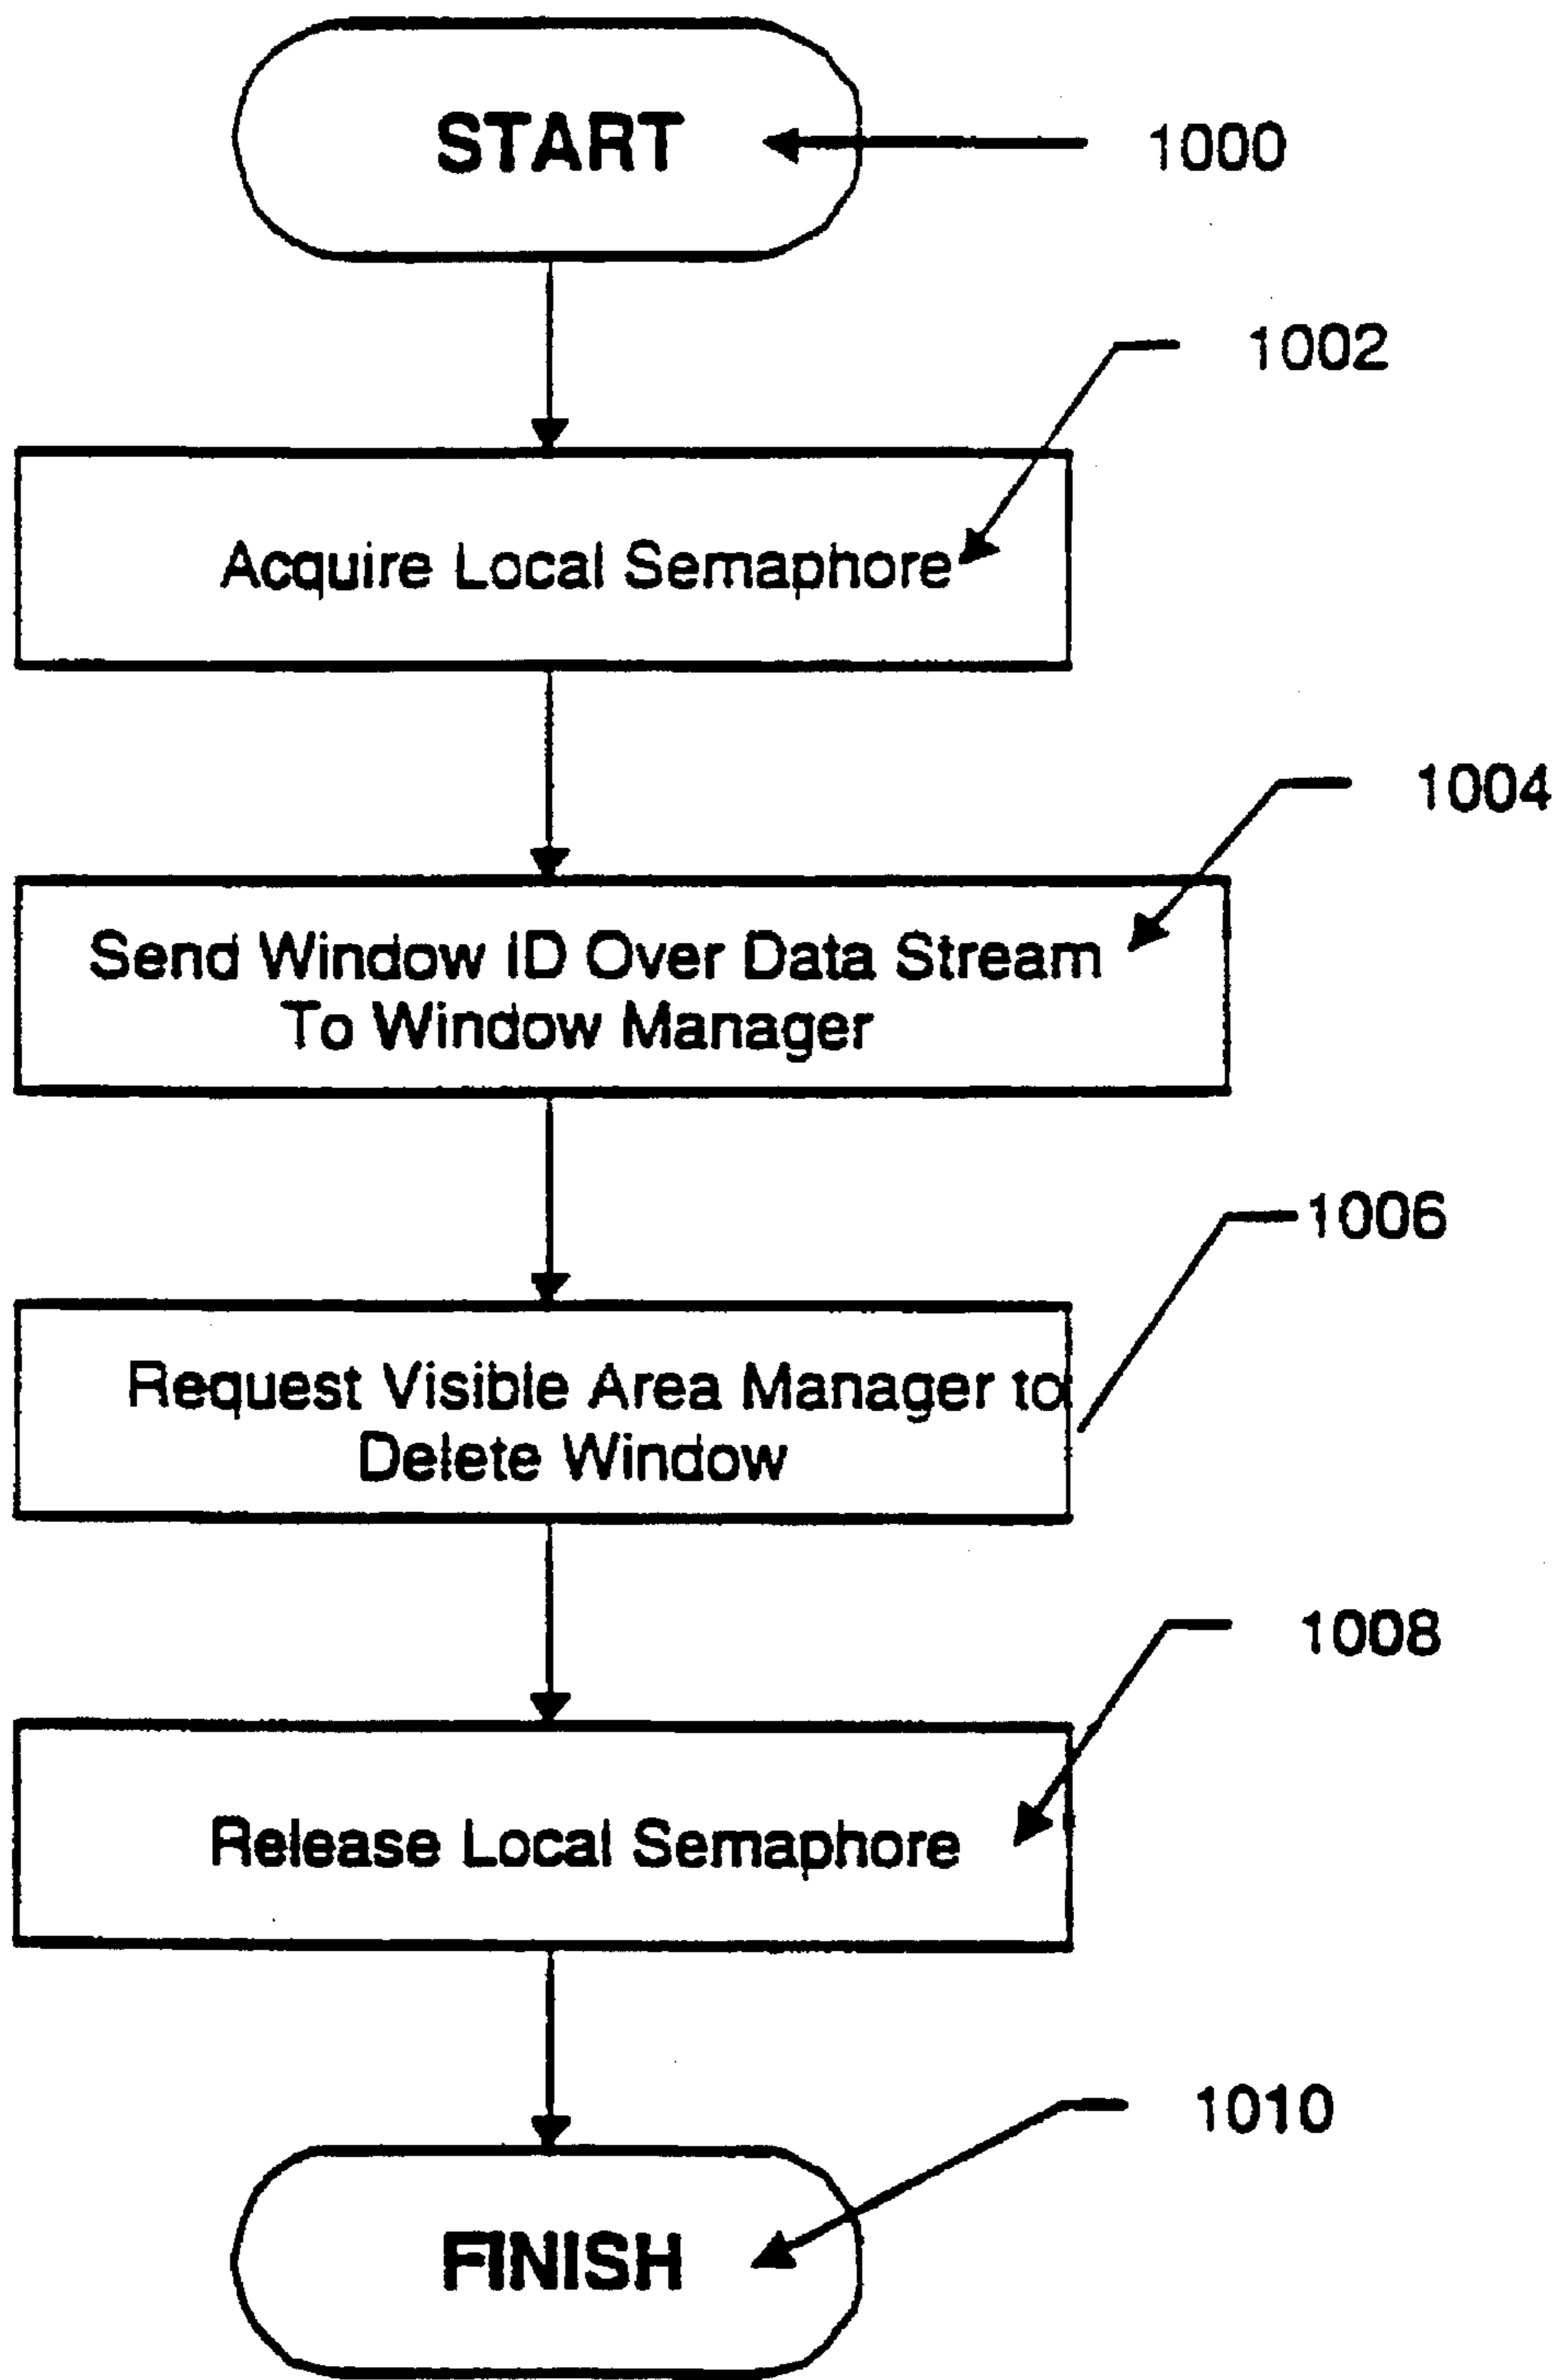 START
1000
1002
Acquire Local Semaphore
1004
Send Window ID Over Data Stream
To Window Manager
1006
Request Visible Area Manager to
Delete Window
1008
Release Local Semaphore
1010
FINISH